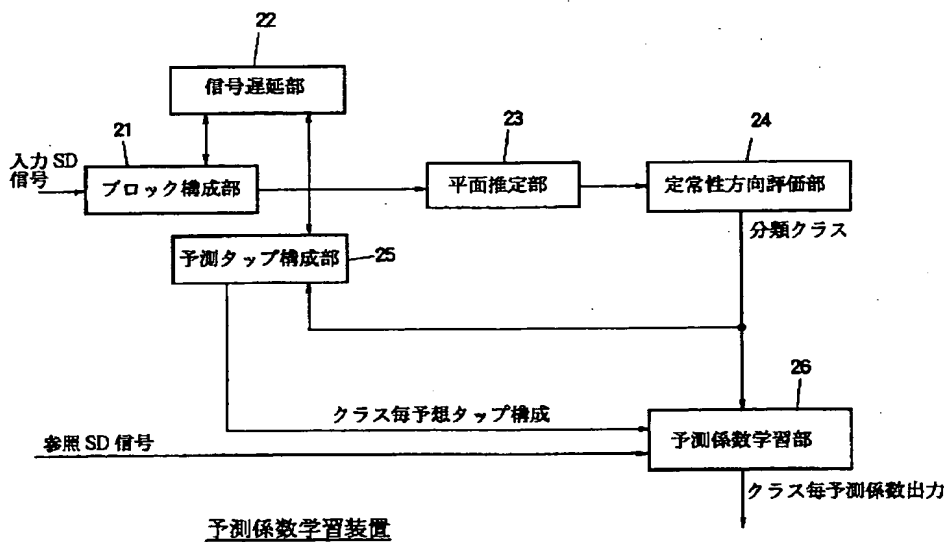 22
信号遅延部
21
23
24
入力 SD
信号
ブロック構成部
平面推定部
定常性方向評価部
分類クラス
予測タップ構成部
25
26
クラス毎予想タップ構成
参照 SD 信号
予測係数学習部
クラス毎予測係数出力
予測係数学習装置